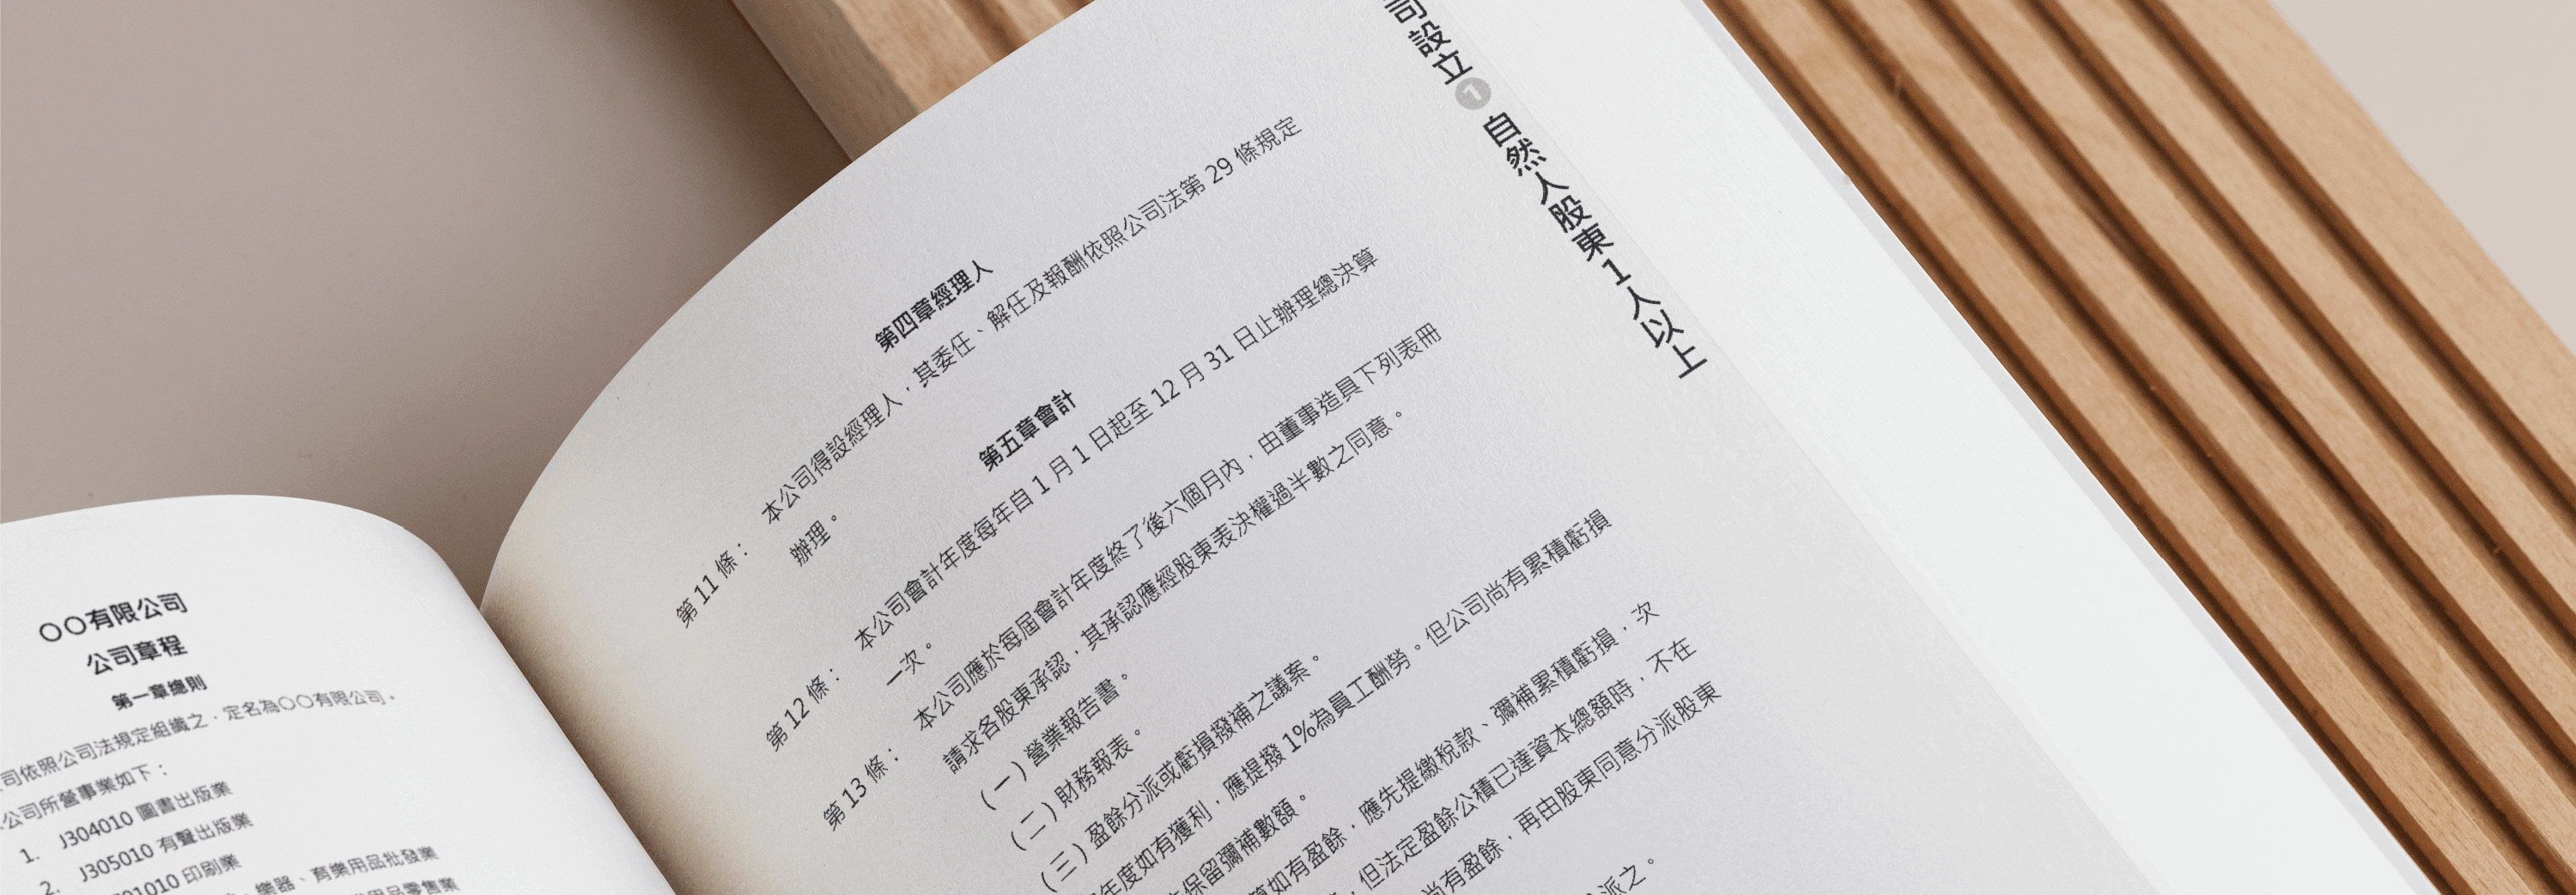 〇〇有限公司
公司章程
第一章總則
司依照公司法規定組織之，定名為〇〇有限公司。
公司所營事業如下：
1. J304010 圖書出版業
2. J305010 有聲出版業
01010 印刷業
樂器、育樂用品批發業
用品零售業
司設立 1 自然人股東1人以上
第四章經理人
第 11 條： 本公司得設經理人，其委任、解任及報酬依照公司法第 29 條規定
辦理。
第五章會計
第 12 條： 本公司會計年度每年自 1 月 1 日起至 12 月 31 日止辦理總決算
一次。
第 13 條： 本公司應於每屆會計年度終了後六個月內，由董事造具下列表冊
請求各股東承認，其承認應經股東表決權過半數之同意。
(一) 營業報告書。
(二) 財務報表。
(三) 盈餘分派或虧損撥補之議案。
年度如有獲利，應提撥 1%為員工酬勞。但公司尚有累積虧損
保留彌補數額。
算如有盈餘，應先提繳稅款、彌補累積虧損，次
，但法定盈餘公積已達資本總額時，不在
尚有盈餘，再由股東同意分派股東
派之。